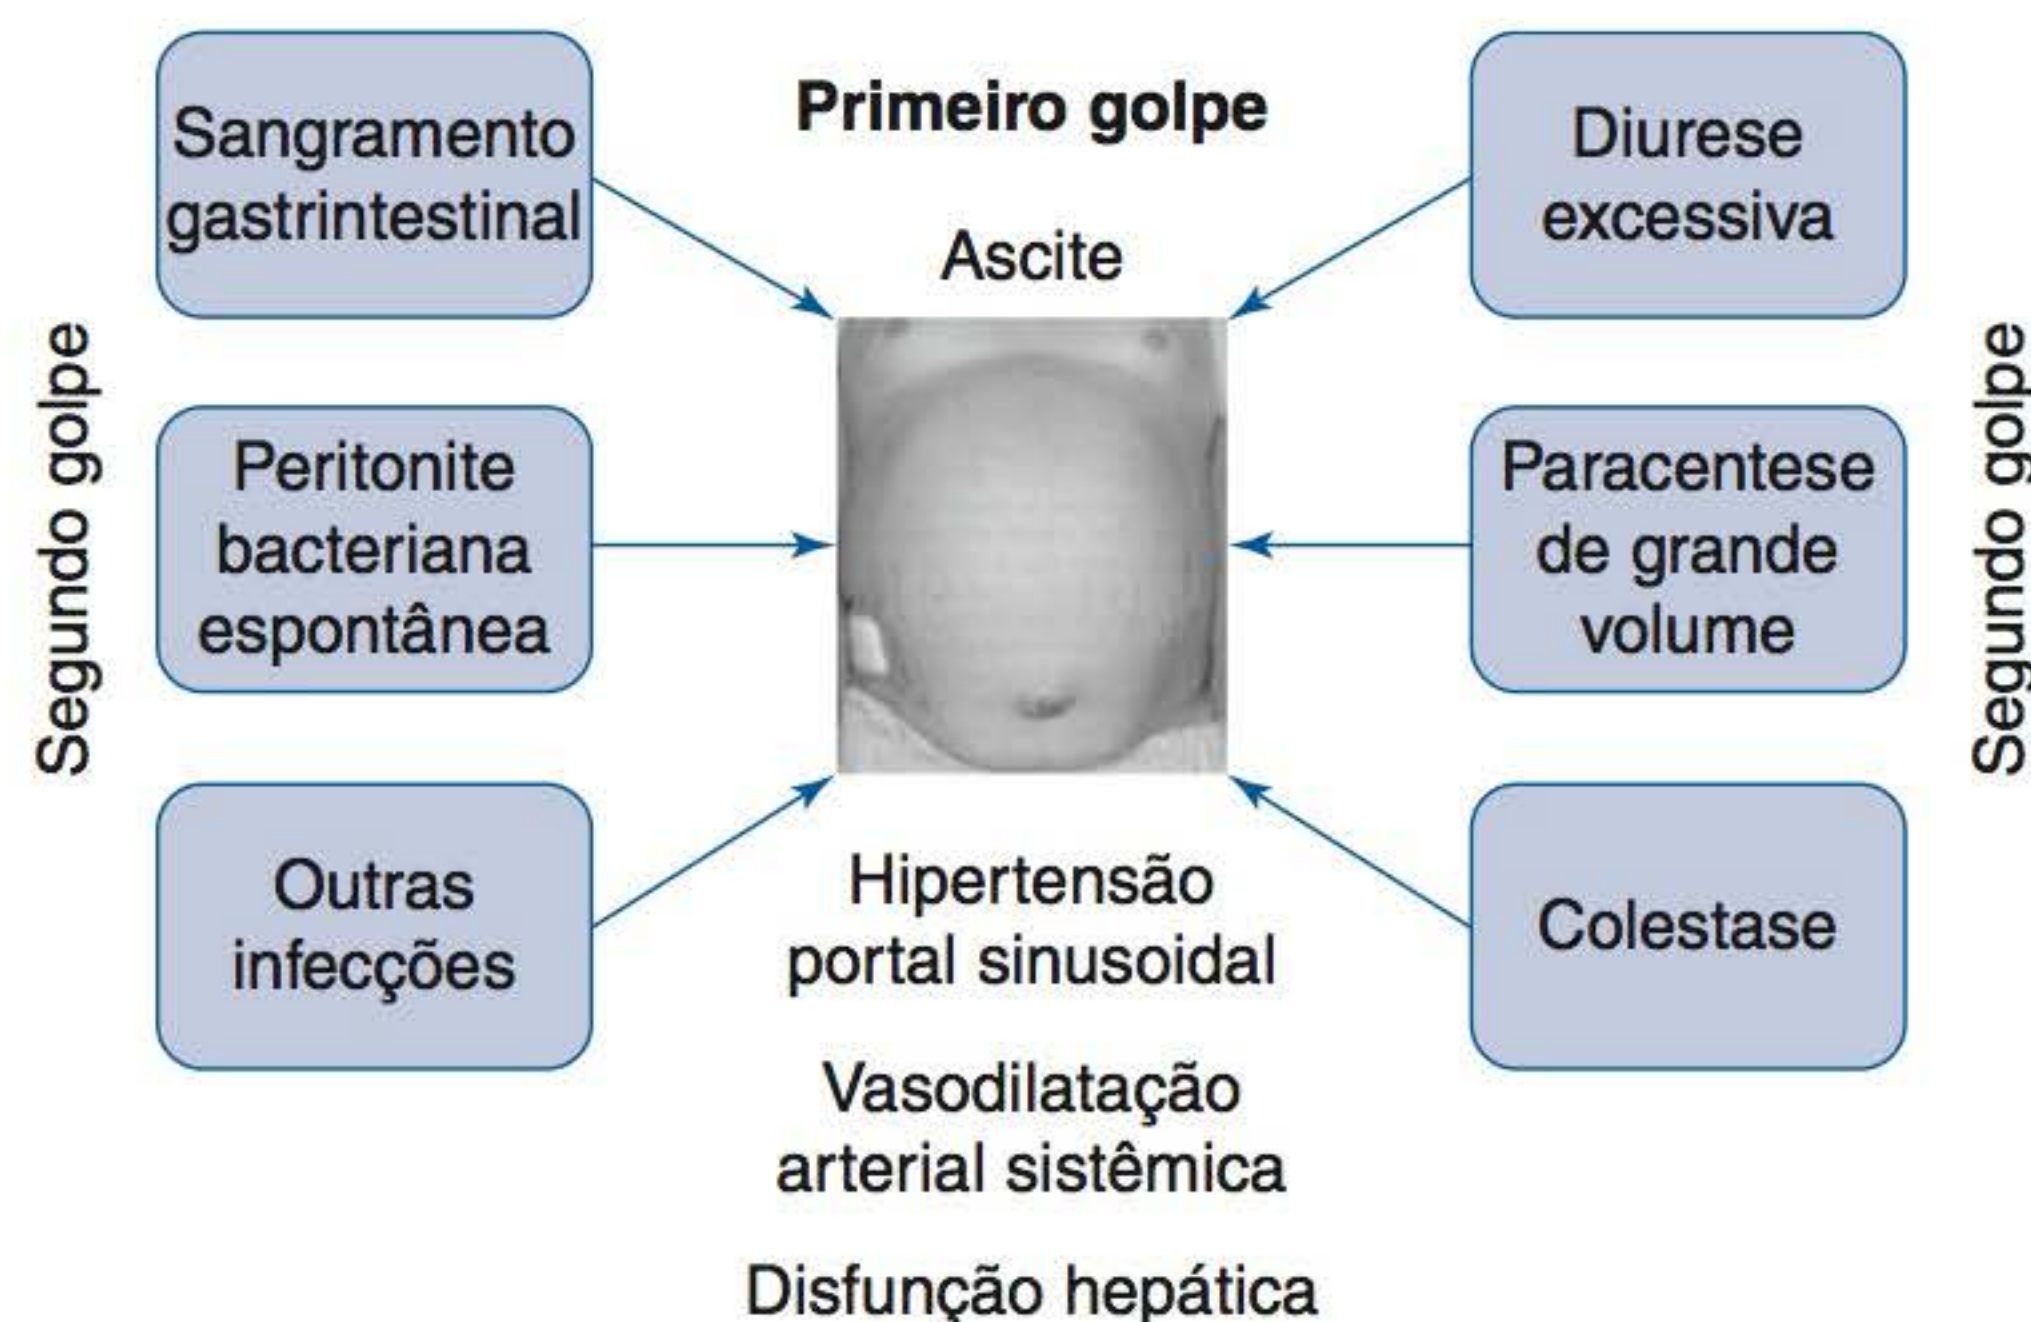 Primeiro golpe
Ascite
Segundo golpe
Sangramento
gastrintestinal
Peritonite
bacteriana
espontânea
Outras
infecções
Diurese
excessiva
Paracentese
de grande
volume
Colestase
Segundo golpe
Hipertensão
portal sinusoidal
Vasodilatação
arterial sistêmica
Disfunção hepática